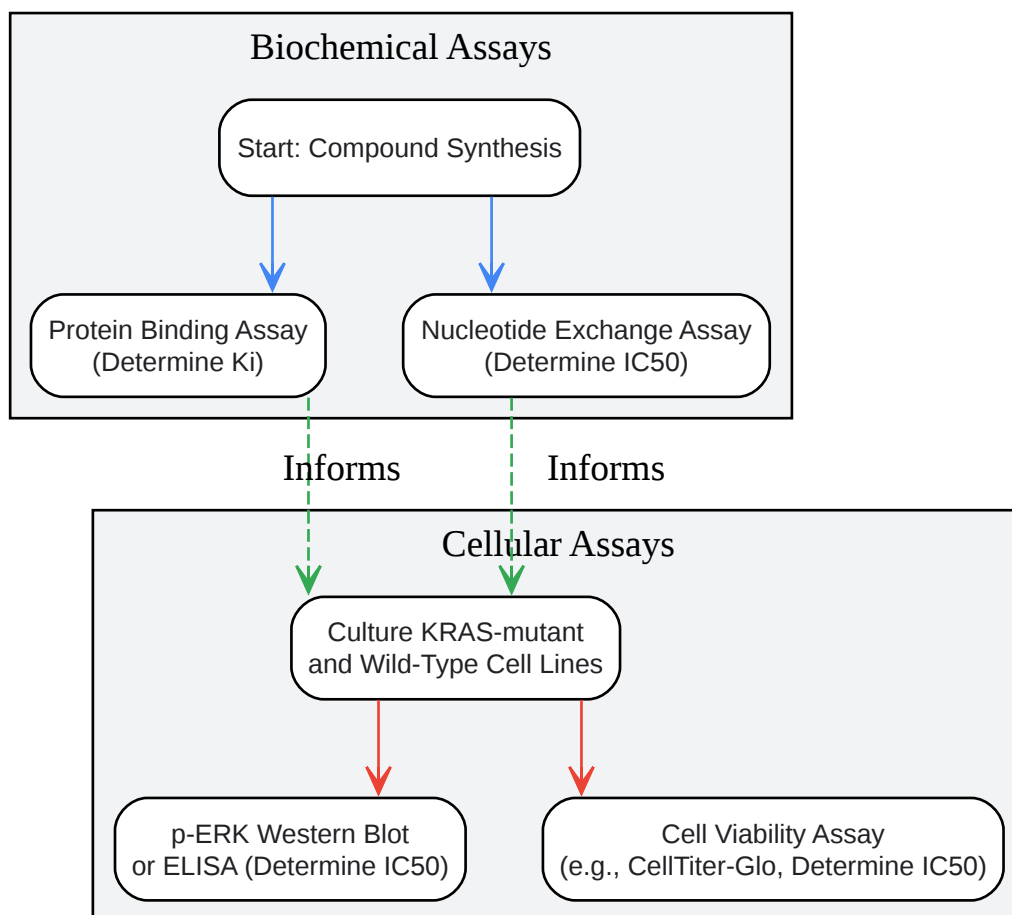 Biochemical Assays
Start: Compound Synthesis
Protein Binding Assay
(Determine Ki)
Nucleotide Exchange Assay
(Determine IC50)
Informs
Informs
Cellular Assays
Culture KRAS-mutant
and Wild-Type Cell Lines
p-ERK Western Blot
or ELISA (Determine IC50)
Cell Viability Assay
(e.g., CellTiter-Glo, Determine IC50)